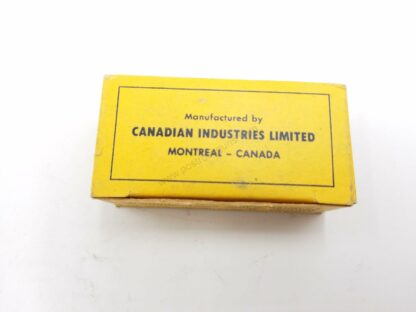 Manufactured by
CANADIAN INDUSTRIES LIMITED
MONTREAL – CANADA